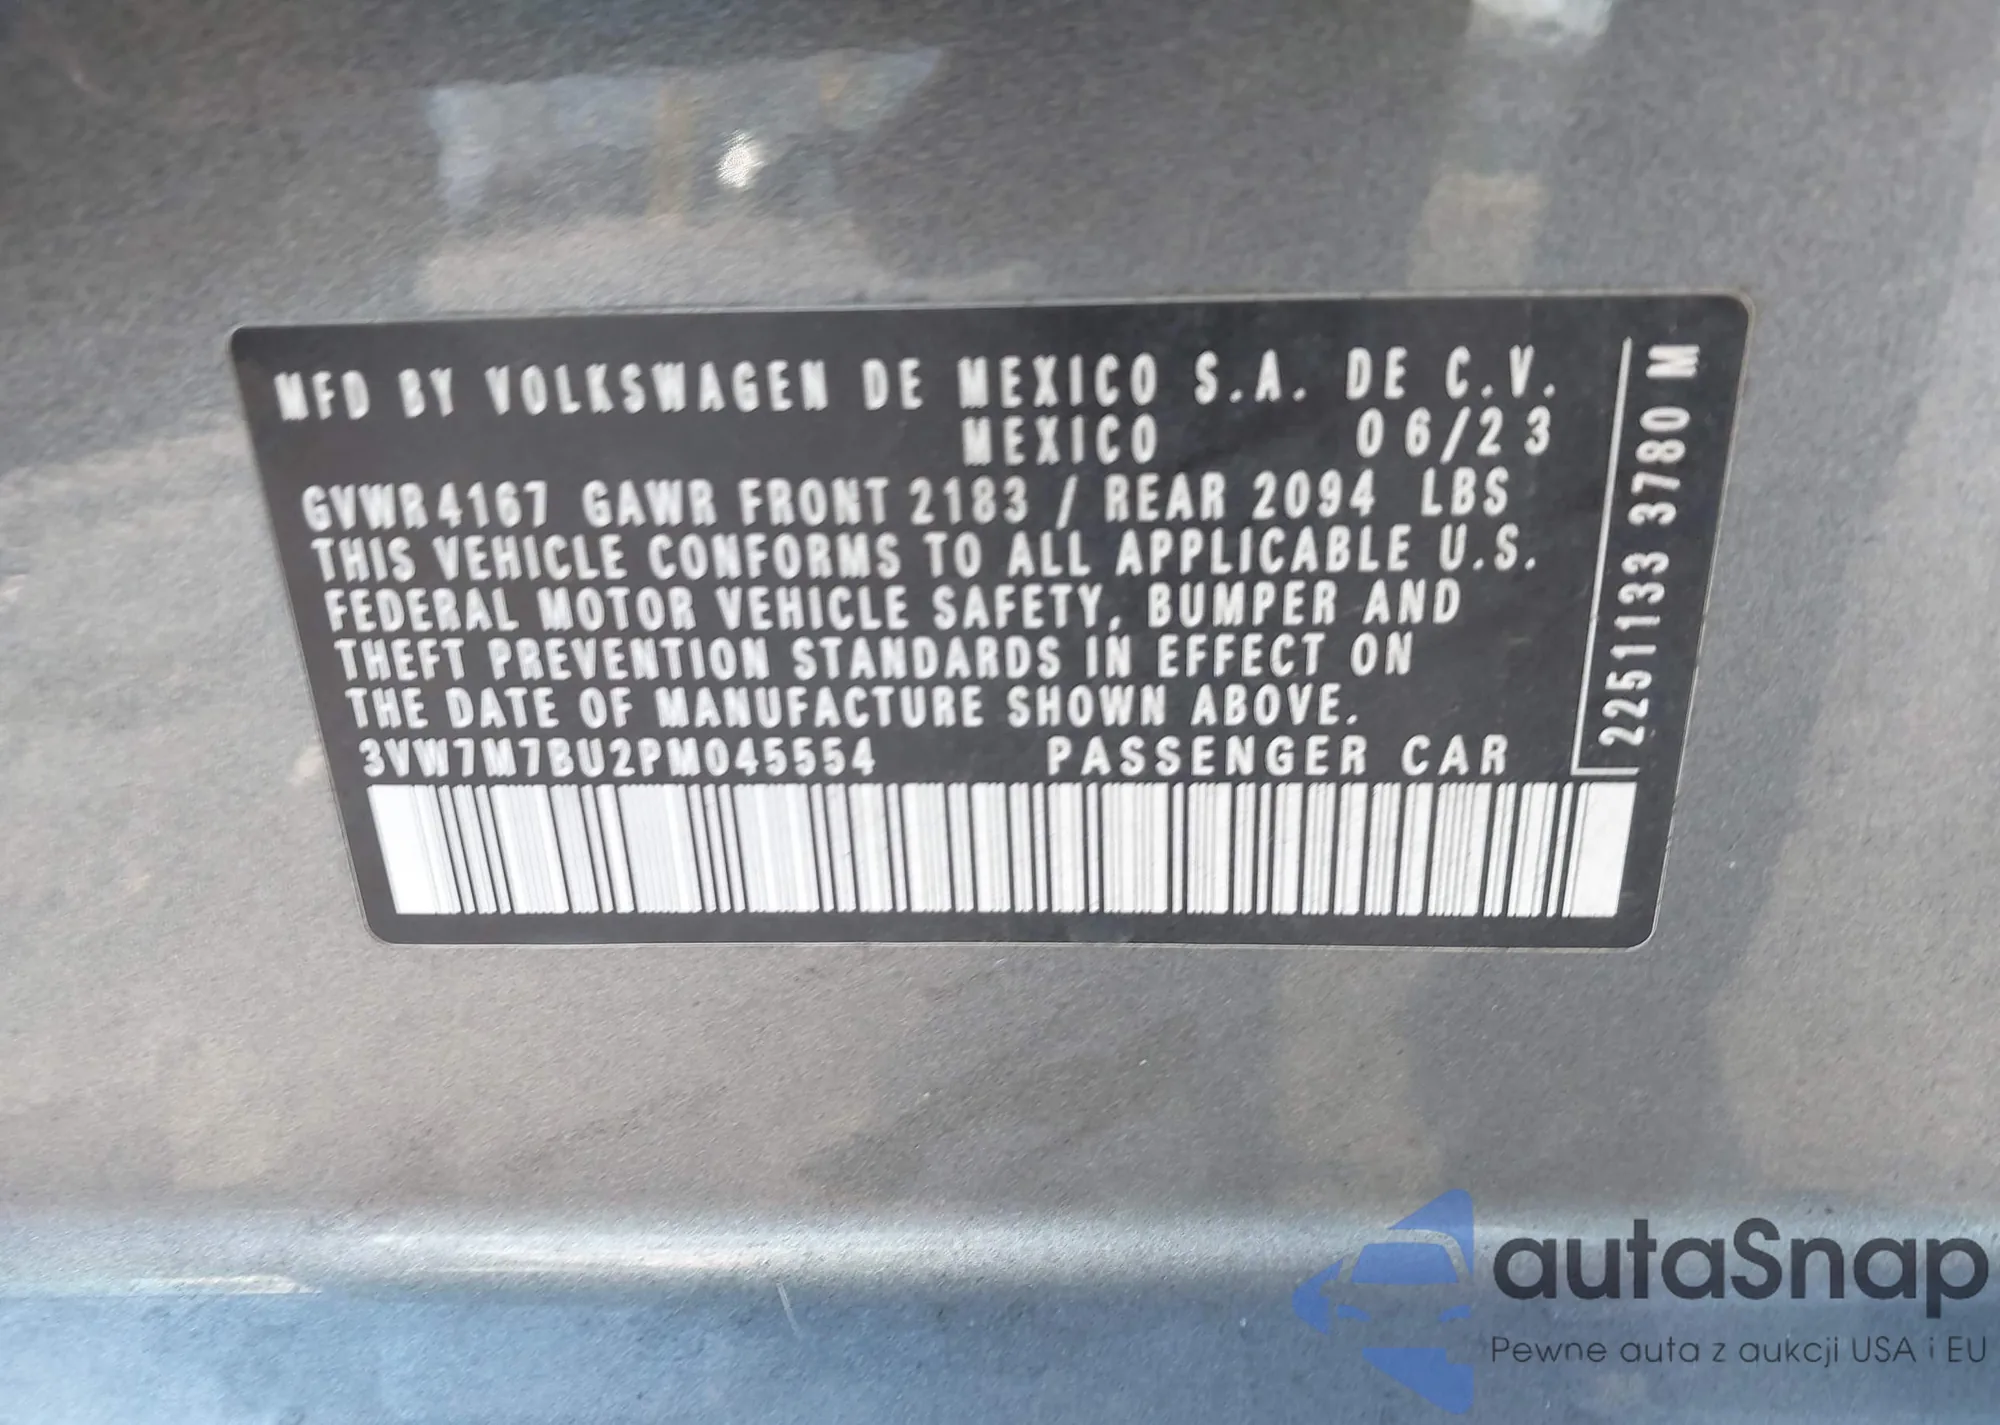 MFD BY VOLKSWAGEN DE MEXICO S.A. DE C.V.
MEXICO 06/23
GVWR 4167 GAWR FRONT 2183 / REAR 2094 LBS
THIS VEHICLE CONFORMS TO ALL APPLICABLE U.S.
FEDERAL MOTOR VEHICLE SAFETY, BUMPER AND
THEFT PREVENTION STANDARDS IN EFFECT ON
THE DATE OF MANUFACTURE SHOWN ABOVE.
3VW7M7BU2PM045554 PASSENGER CAR
2251133 3780 M
autaSnap
Pewne auta z aukcji USA i EU